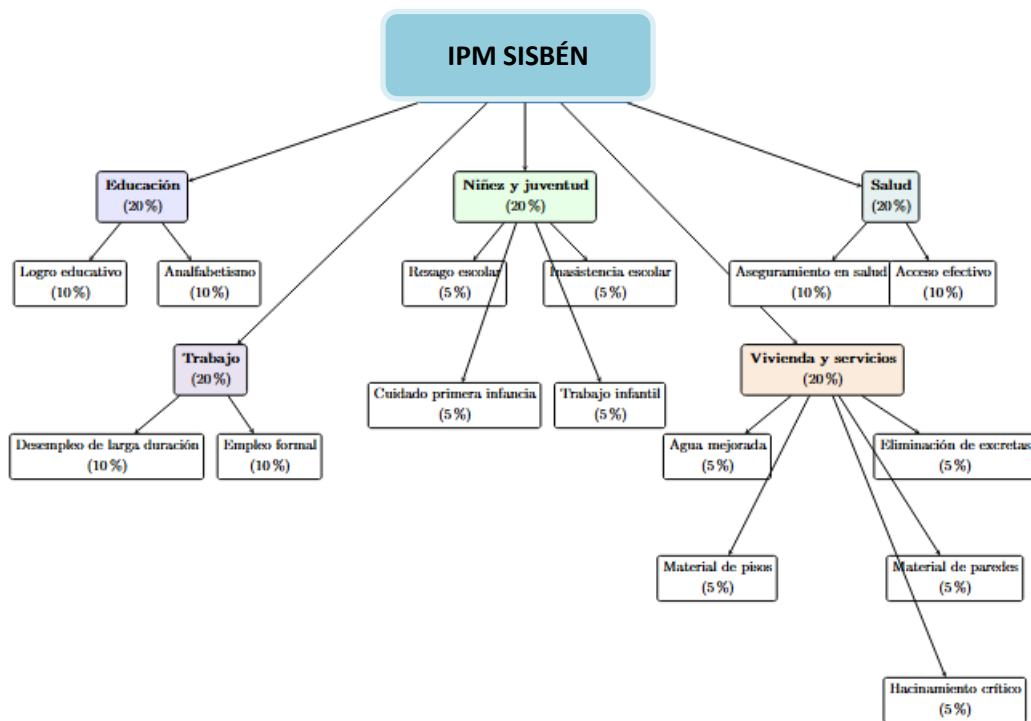 IPM SISBÉN
Educación
(20 %)
Niñez y juventud
(20 %)
Salud
(20 %)
Logro educativo
(10 %)
Analfabetismo
(10 %)
Rezago escolar
(5 %)
Inasistencia escolar
(5 %)
Aseguramiento en salud
(10 %)
Acceso efectivo
(10 %)
Trabajo
(20 %)
Vivienda y servicios
(20 %)
Cuidado primera infancia
(5 %)
Trabajo infantil
(5 %)
Desempleo de larga duración
(10 %)
Empleo formal
(10 %)
Agua mejorada
(5 %)
Eliminación de excretas
(5 %)
Material de pisos
(5 %)
Material de paredes
(5 %)
Hacinamiento crítico
(5 %)